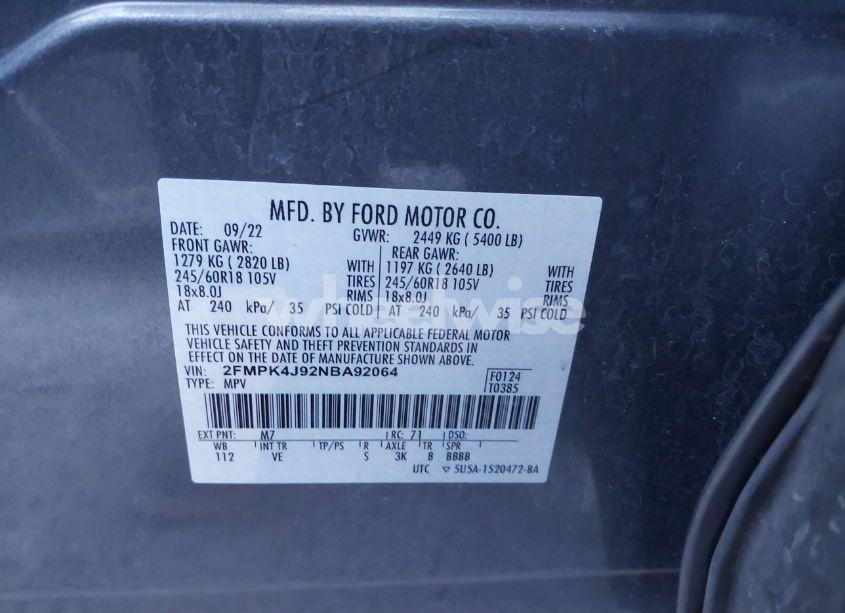 MFD. BY FORD MOTOR CO.
DATE: 09/22 GVWR: 2449 KG ( 5400 LB)
FRONT GAWR: REAR GAWR:
1279 KG ( 2820 LB) WITH 1197 KG ( 2640 LB) WITH
245/60R18 105V TIRES 245/60R18 105V TIRES
18x8.0J RIMS 18x8.0J RIMS
AT 240 kPa/ 35 PSI COLD AT 240 kPa/ 35 PSI COLD
THIS VEHICLE CONFORMS TO ALL APPLICABLE FEDERAL MOTOR
VEHICLE SAFETY AND THEFT PREVENTION STANDARDS IN
EFFECT ON THE DATE OF MANUFACTURE SHOWN ABOVE.
VIN: 2FMPK4J92NBA92064 F0124
TYPE: MPV T0385
EXT PNT: M7 RC: 71 DSO:
WB INT TR TP/PS R AXLE TR SPR
112 VE S 3K 8 BBBB
UTC ▽ 5U5A-1520472-BA
wheelwise